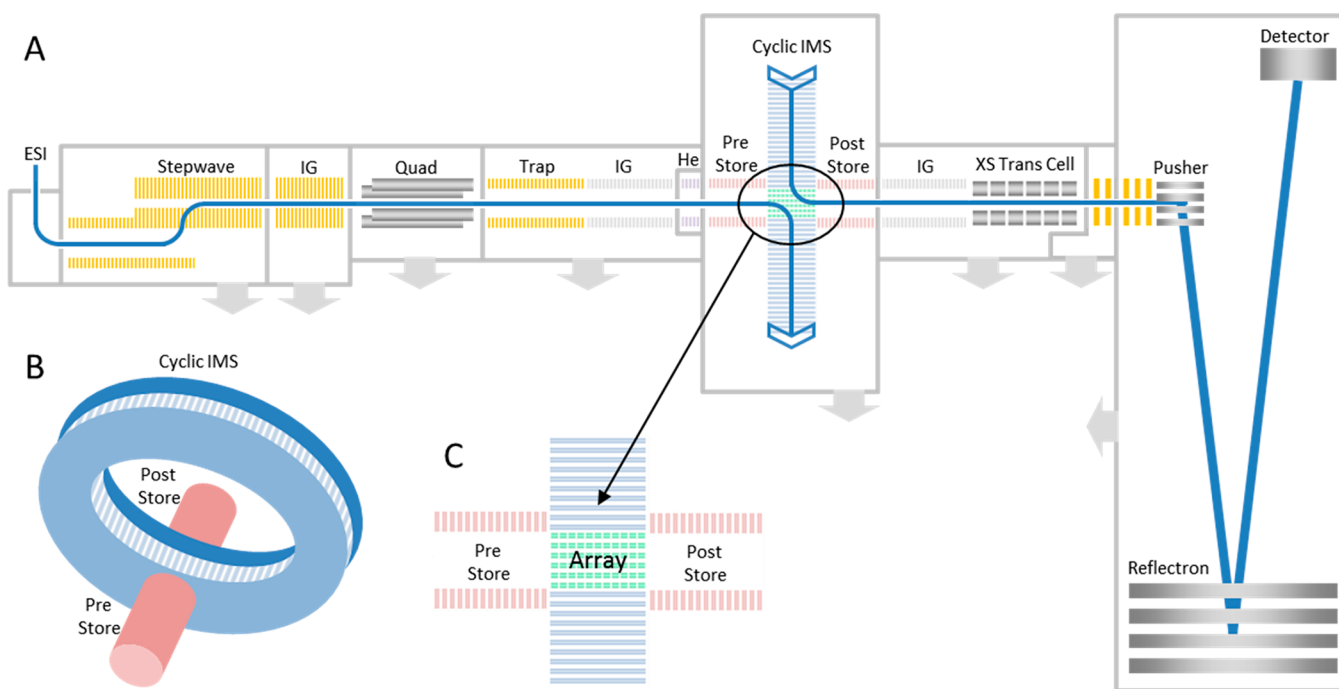 A
ESI
Stepwave
IG
Quad
Trap
IG
He
Pre
Store
Cyclic IMS
Post
Store
IG
XS Trans Cell
Pusher
Detector
Reflectron
B
Cyclic IMS
Post
Store
Pre
Store
C
Pre
Store
Array
Post
Store